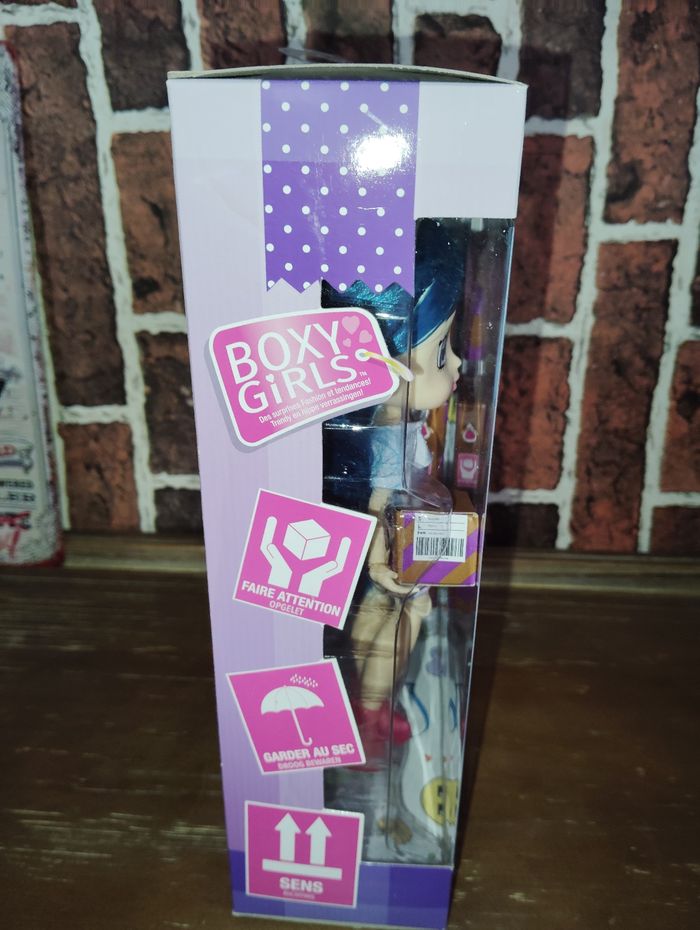 BOXY
GiRLS™
Des surprises Fashion et tendances!
Trendy en hippe verrassingen!
FAIRE ATTENTION
OPGELET
GARDER AU SEC
DROOG BEWAREN
SENS